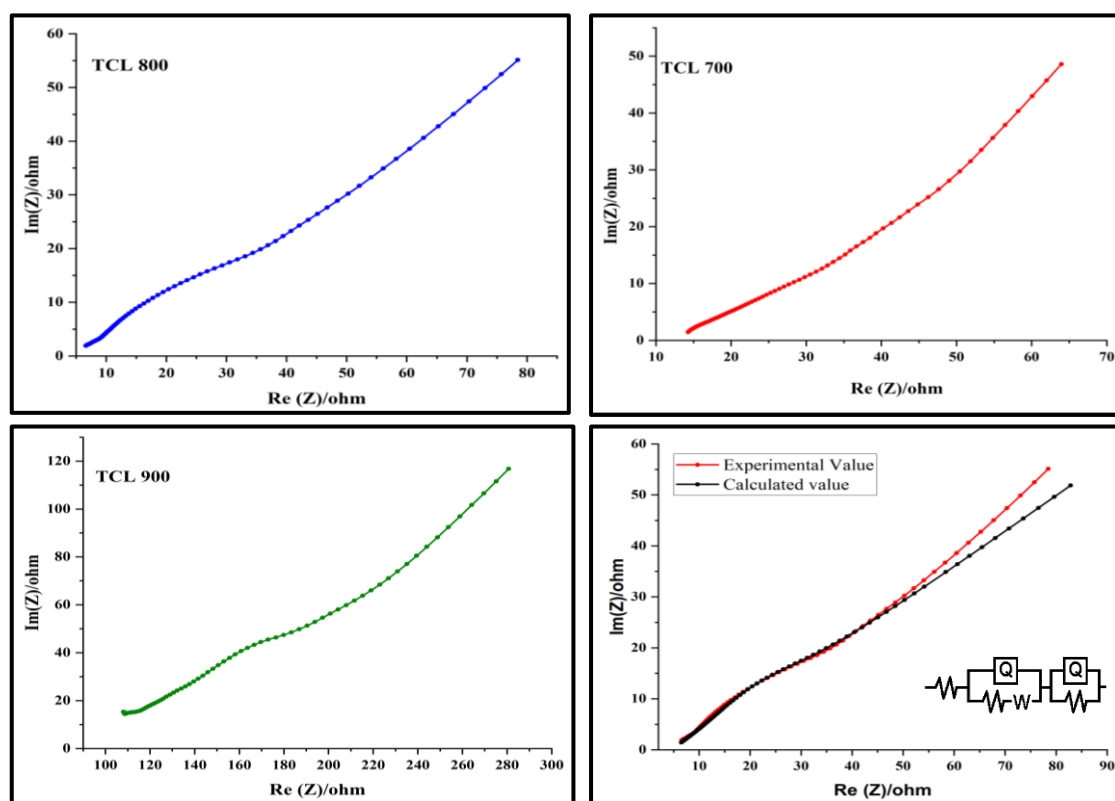 TCL 800
Im(Z)/ohm
60
50
40
30
20
10
0
10 20 30 40 50 60 70 80
Re (Z)/ohm
TCL 700
Im(Z)/ohm
50
40
30
20
10
0
10 20 30 40 50 60 70
Re (Z)/ohm
TCL 900
Im(Z)/ohm
120
100
80
60
40
20
0
100 120 140 160 180 200 220 240 260 280 300
Re (Z)/ohm
Experimental Value
Calculated value
Im(Z)/ohm
60
50
40
30
20
10
0
Q Q
W
10 20 30 40 50 60 70 80 90
Re (Z)/ohm